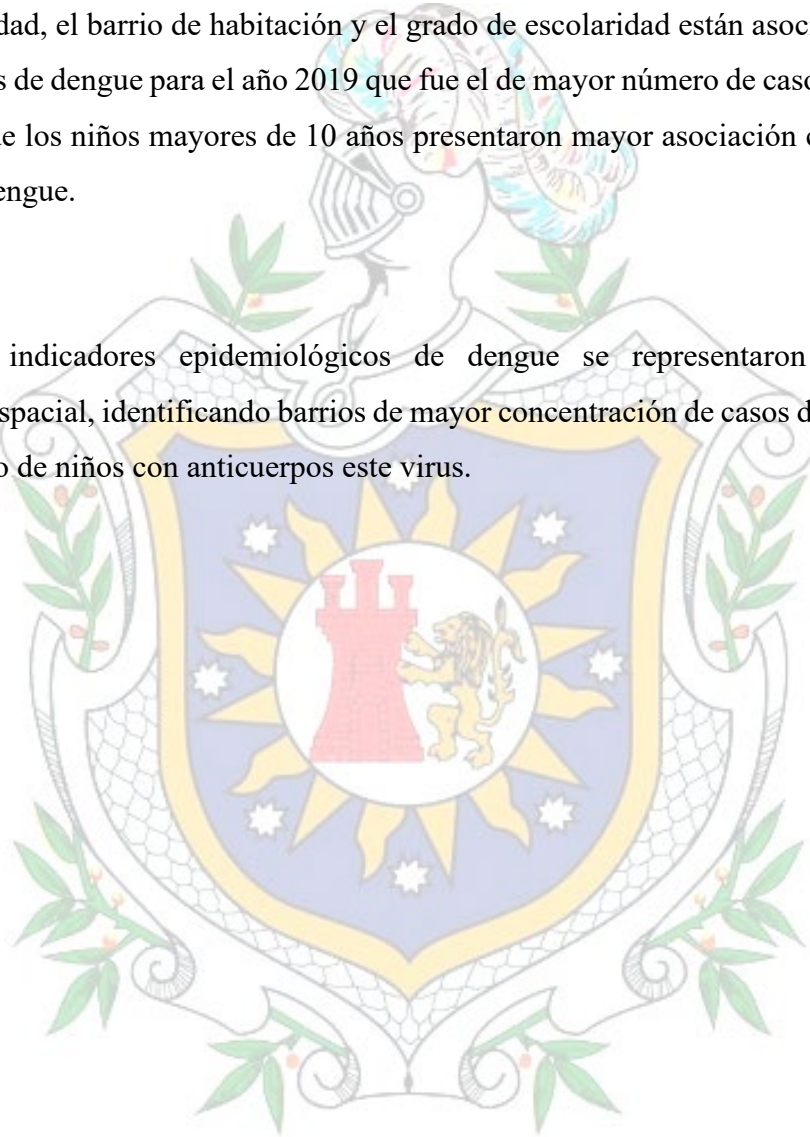 dad, el barrio de habitación y el grado de escolaridad están asoc
s de dengue para el año 2019 que fue el de mayor número de caso
e los niños mayores de 10 años presentaron mayor asociación
engue.
indicadores epidemiológicos de dengue se representaron
spacial, identificando barrios de mayor concentración de casos d
o de niños con anticuerpos este virus.